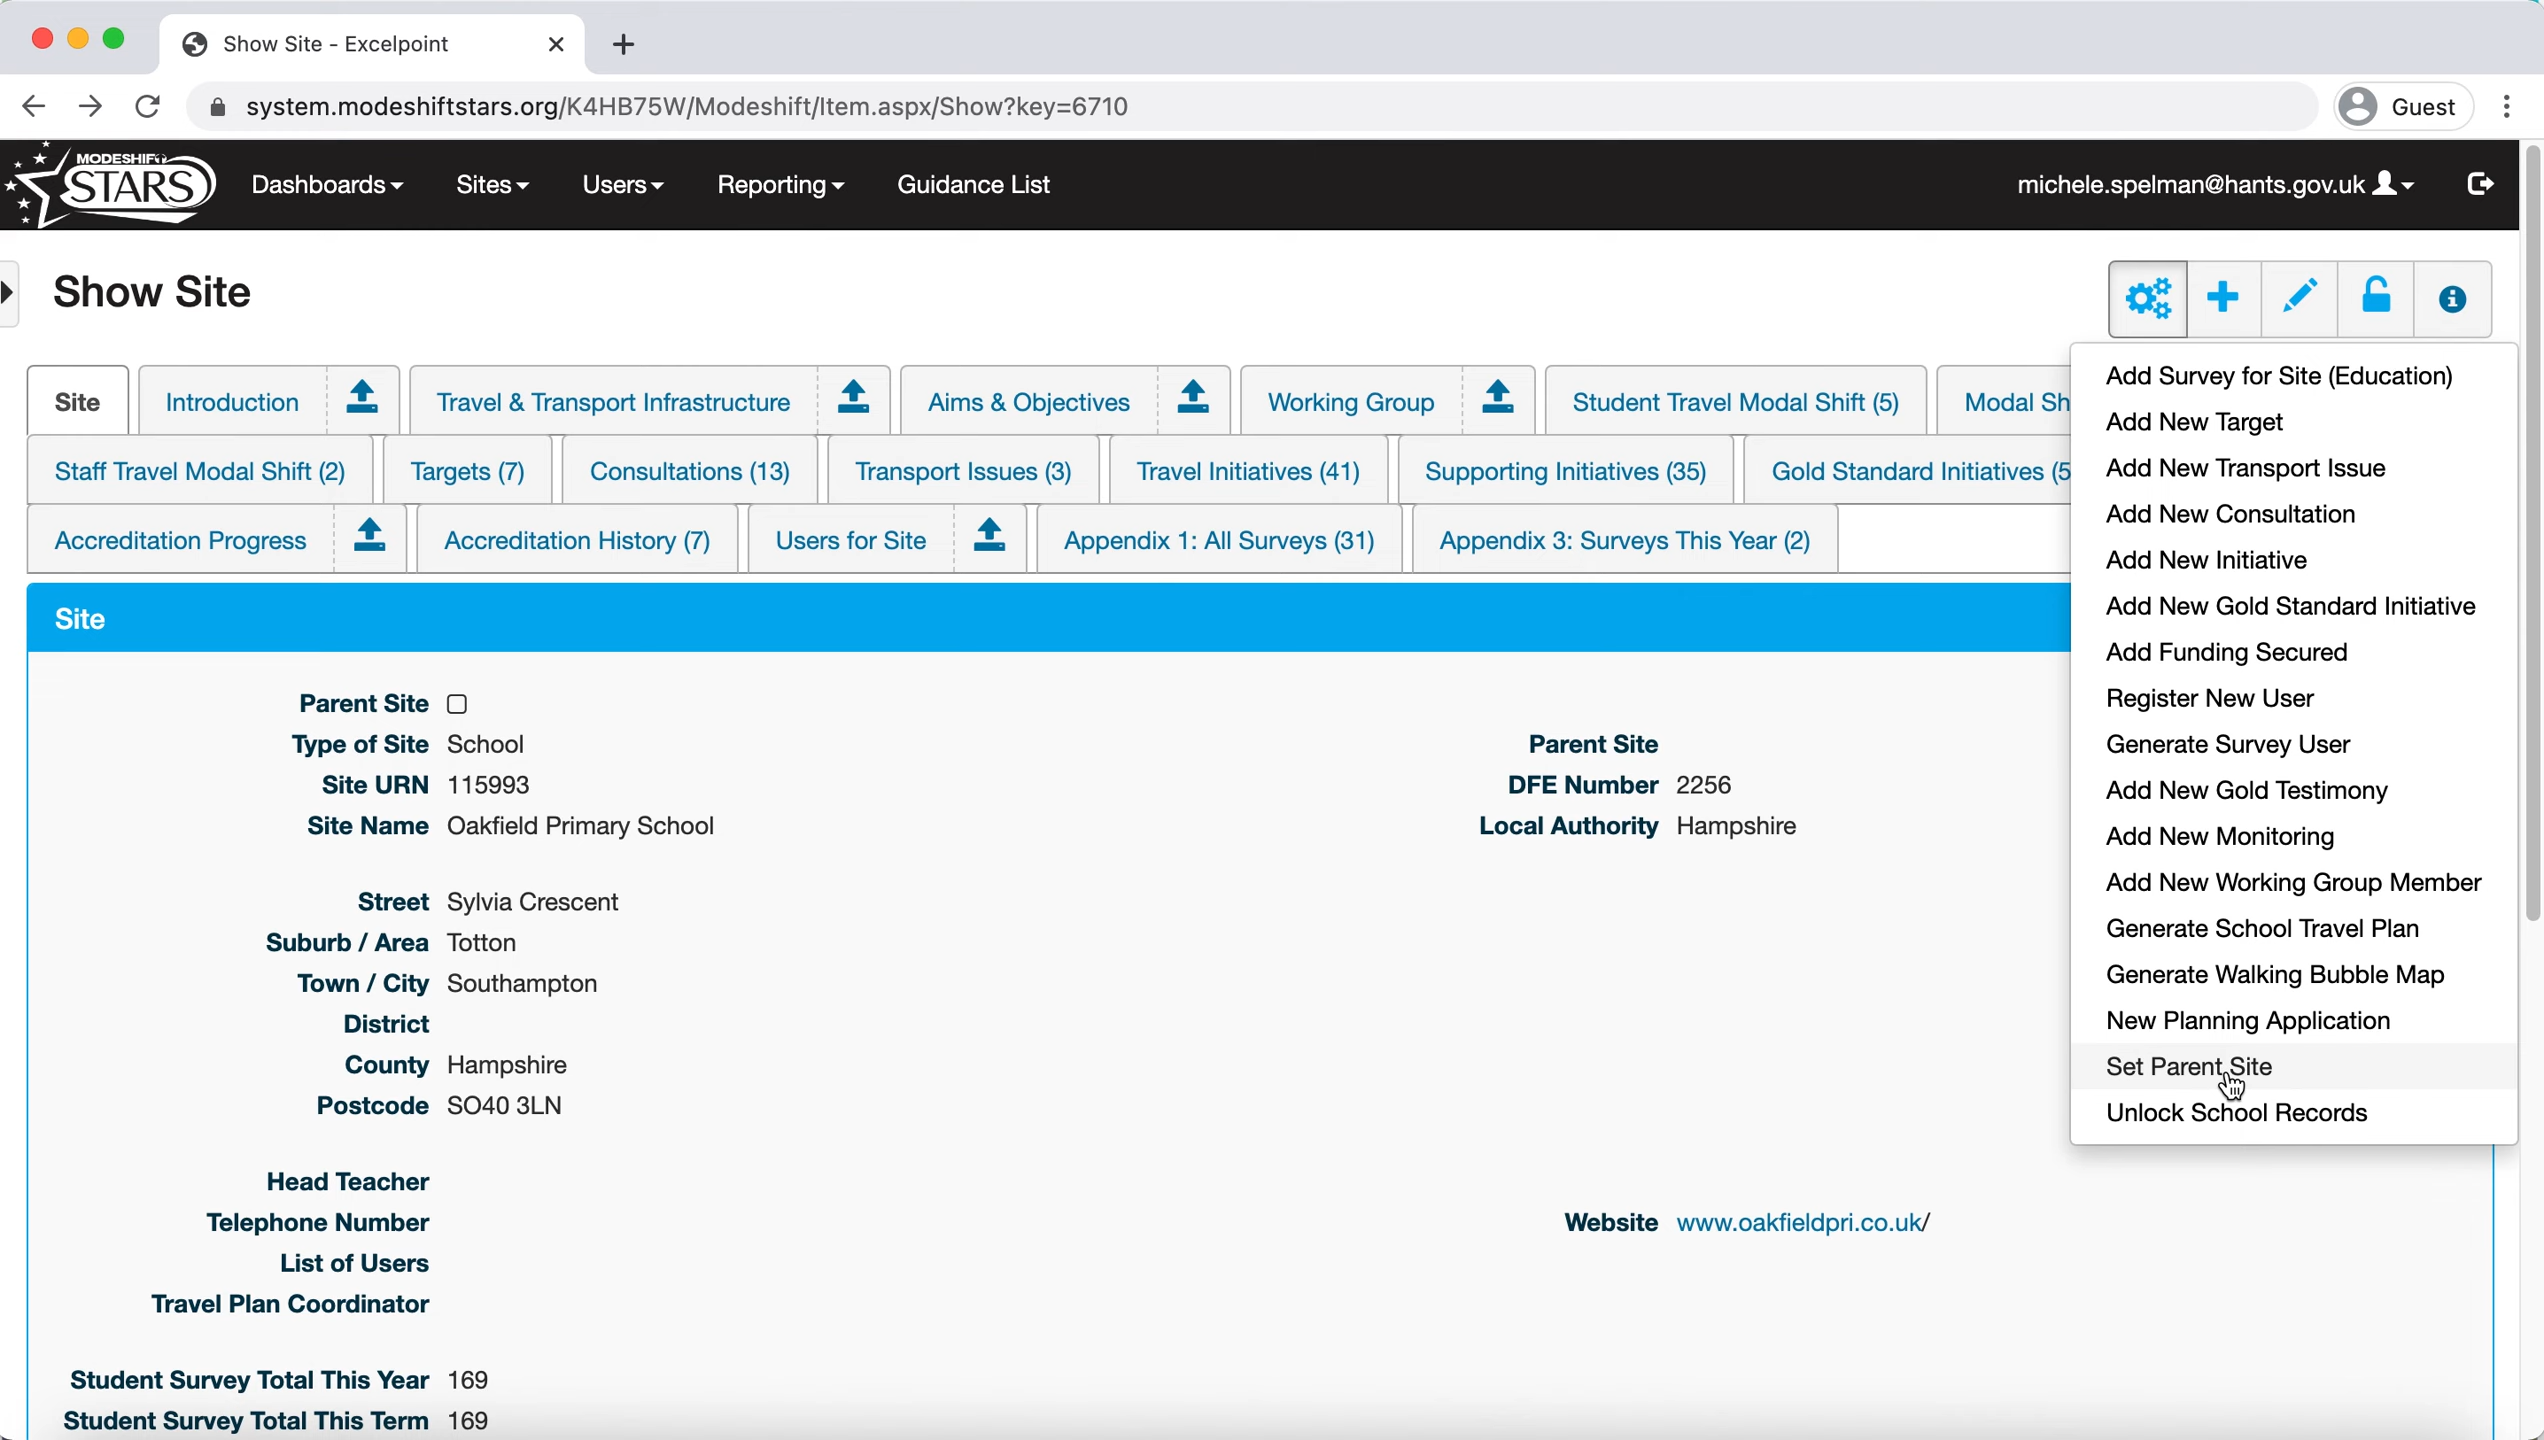 Show Site - Excelpoint
system.modeshiftstars.org/K4HB75W/Modeshift/Item.aspx/Show?key=6710
Guest
MODESHIFT
STARS
Dashboards
Sites
Users
Reporting
Guidance List
michele.spelman@hants.gov.uk
Show Site
Site
Introduction
Travel & Transport Infrastructure
Aims & Objectives
Working Group
Student Travel Modal Shift (5)
Modal Sh
Staff Travel Modal Shift (2)
Targets (7)
Consultations (13)
Transport Issues (3)
Travel Initiatives (41)
Supporting Initiatives (35)
Gold Standard Initiatives (5
Accreditation Progress
Accreditation History (7)
Users for Site
Appendix 1: All Surveys (31)
Appendix 3: Surveys This Year (2)
Add Survey for Site (Education)
Add New Target
Add New Transport Issue
Add New Consultation
Add New Initiative
Add New Gold Standard Initiative
Add Funding Secured
Register New User
Generate Survey User
Add New Gold Testimony
Add New Monitoring
Add New Working Group Member
Generate School Travel Plan
Generate Walking Bubble Map
New Planning Application
Set Parent Site
Unlock School Records
Site
Parent Site
Type of Site School
Parent Site
Site URN 115993
DFE Number 2256
Site Name Oakfield Primary School
Local Authority Hampshire
Street Sylvia Crescent
Suburb / Area Totton
Town / City Southampton
District
County Hampshire
Postcode SO40 3LN
Head Teacher
Telephone Number
Website www.oakfieldpri.co.uk/
List of Users
Travel Plan Coordinator
Student Survey Total This Year 169
Student Survey Total This Term 169